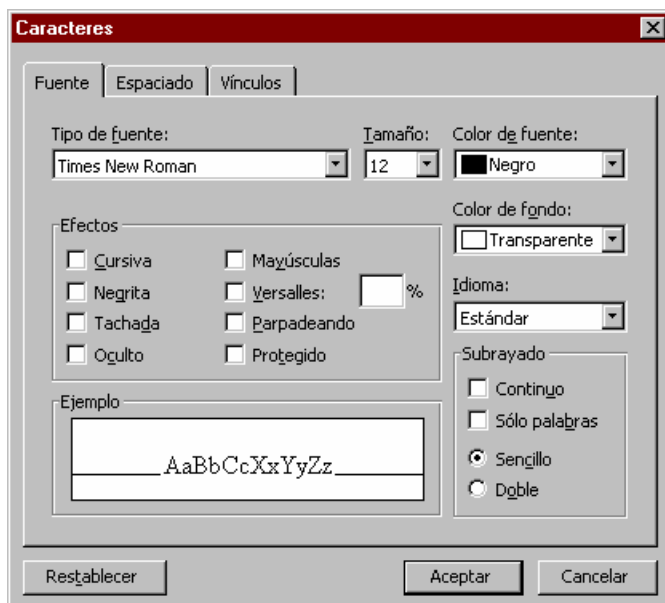 Caracteres
Fuente Espaciado Vínculos
Tipo de fuente: Tamaño: Color de fuente:
Times New Roman 12 Negro
Color de fondo:
Transparente
Efectos
Cursiva Mayúsculas
Negrita Versalles: %
Tachada Parpadeando
Oculto Protegido
Idioma:
Estándar
Subrayado
Continuo
Sólo palabras
Sencillo
Doble
Ejemplo
AaBbCcXxYyZz
Restablecer Aceptar Cancelar